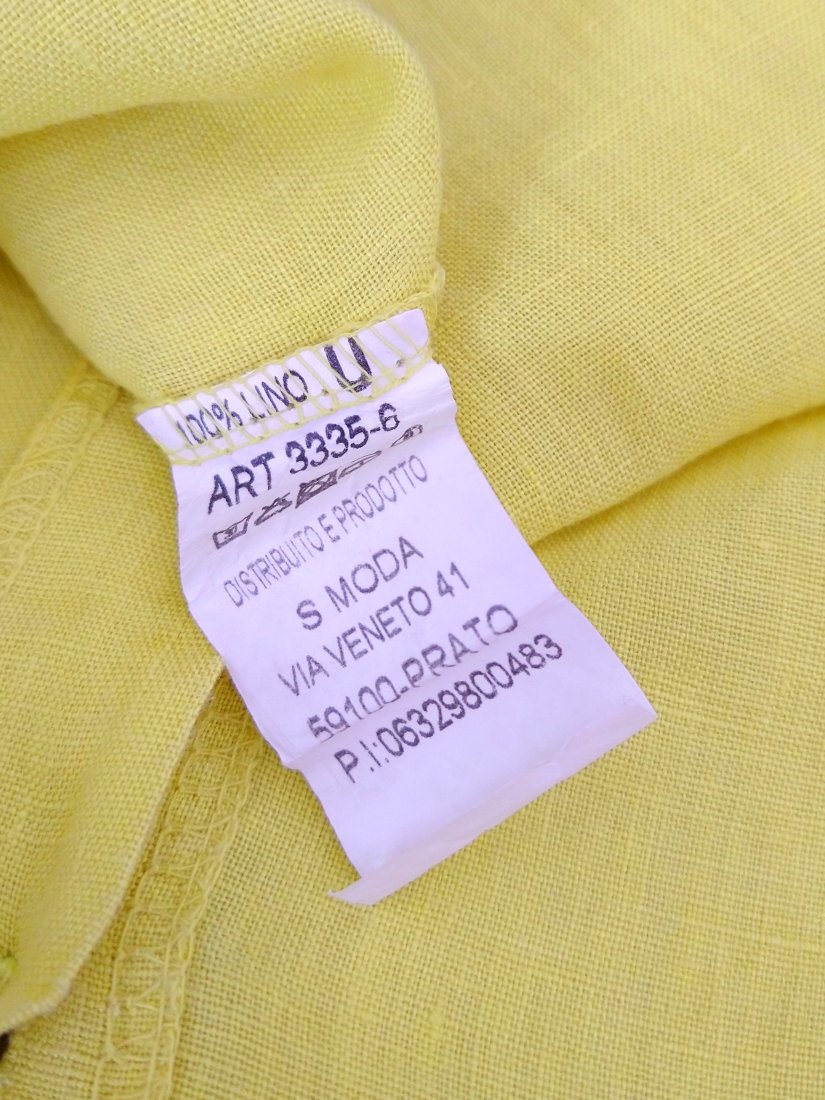 100% LINO U
ART 3335-6
DISTRIBUITO E PRODOTTO
S MODA
VIA VENETO 41
59100-PRATO
P.I:06329800483